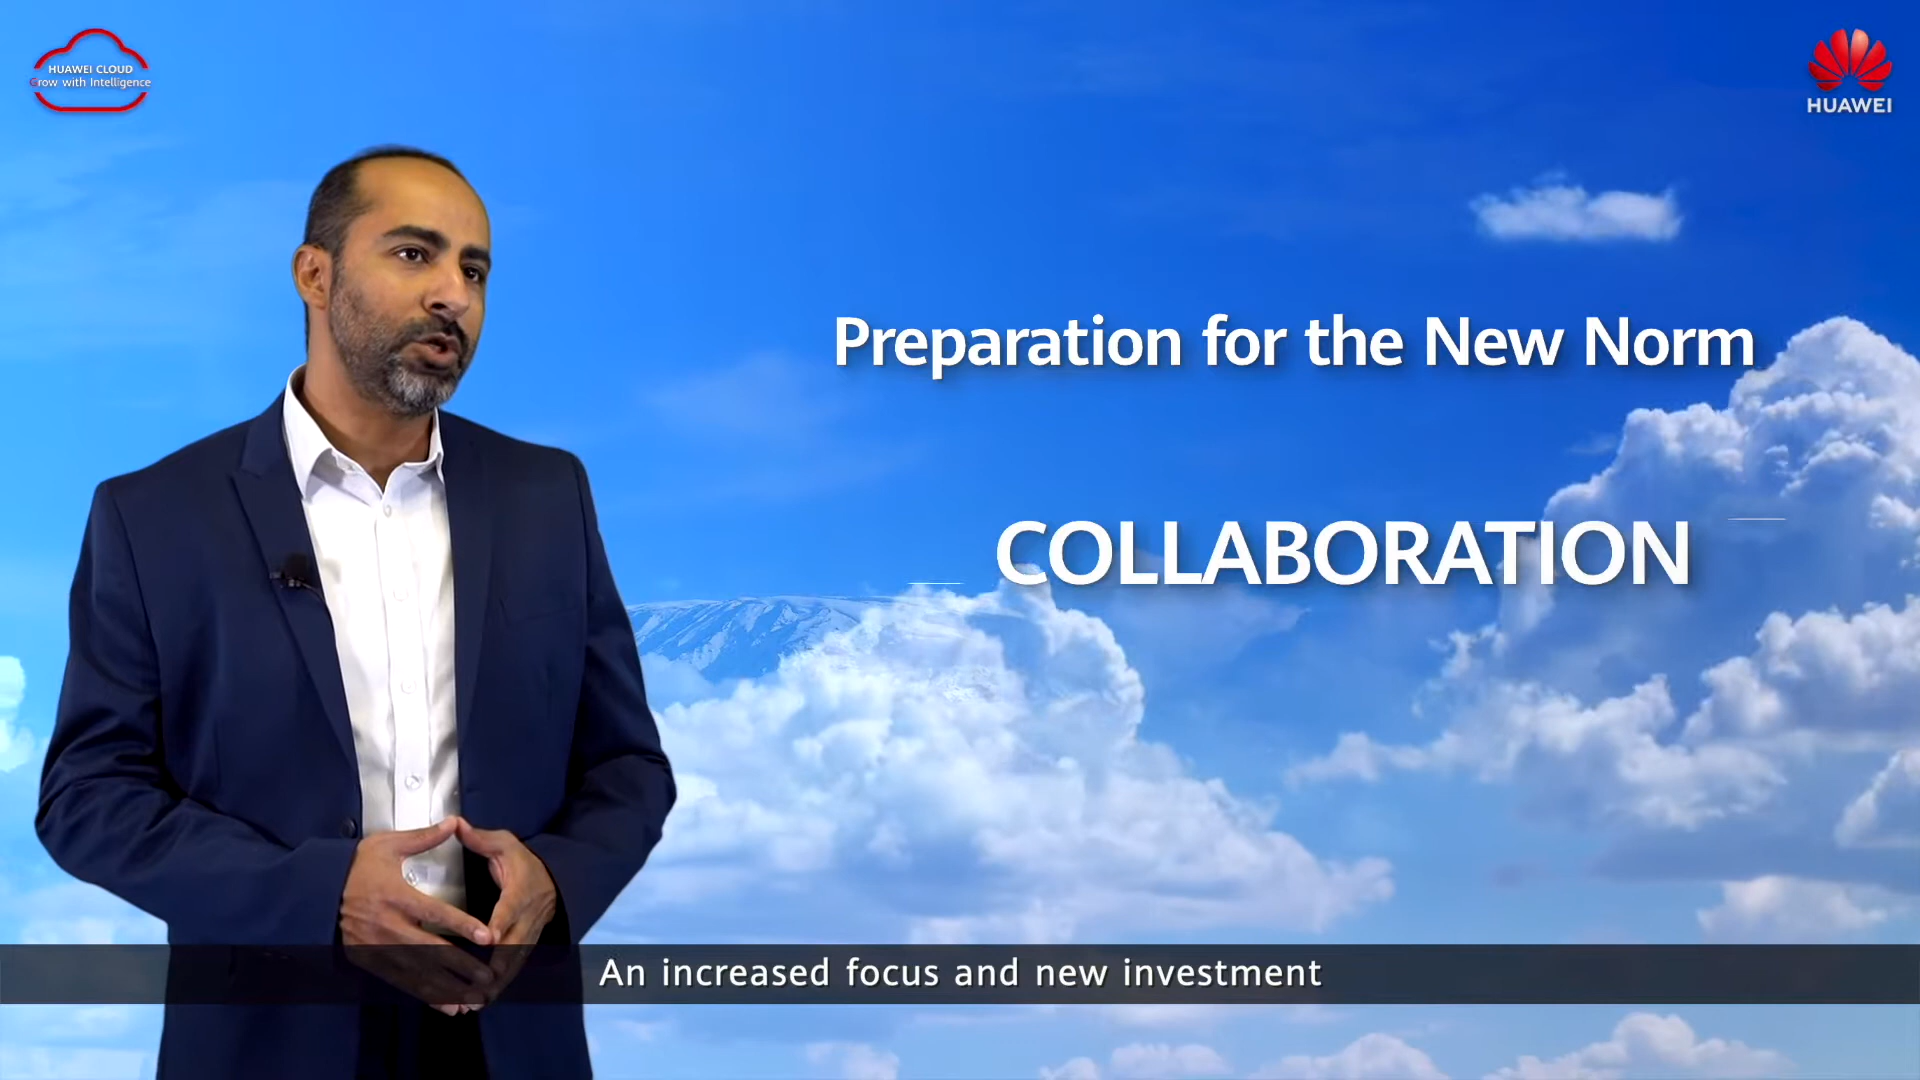 HUAWEI CLOUD
Grow with Intelligence
HUAWEI
Preparation for the New Norm
COLLABORATION
An increased focus and new investment